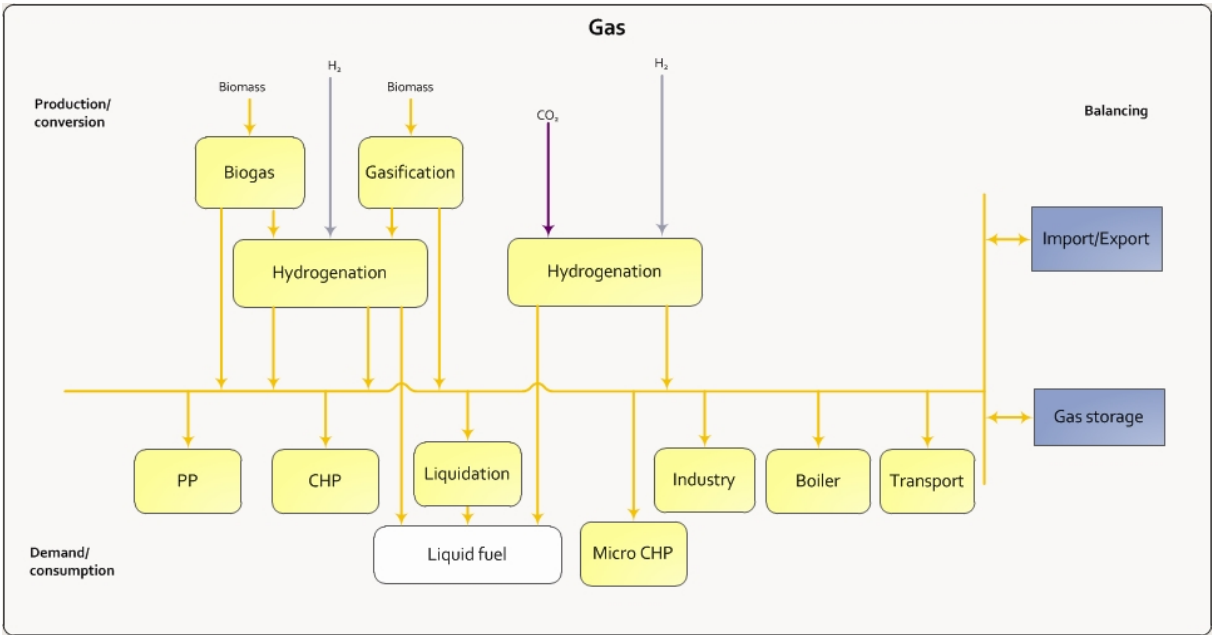 Gas
H₂
H₂
Biomass
Biomass
Production/
conversion
CO₂
Balancing
Biogas
Gasification
Import/Export
Hydrogenation
Hydrogenation
Gas storage
PP
CHP
Liquidation
Industry
Boiler
Transport
Liquid fuel
Micro CHP
Demand/
consumption